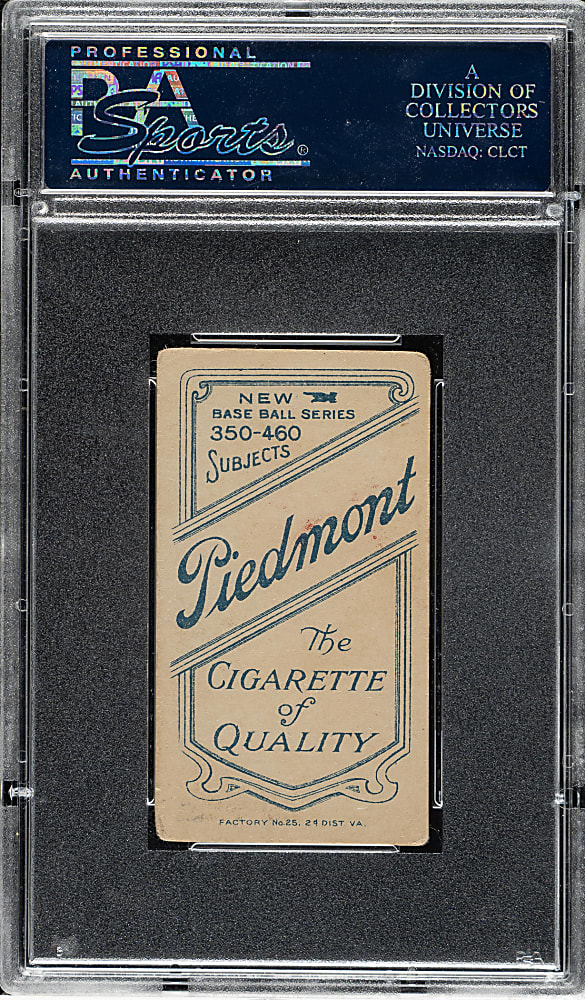 PROFESSIONAL
PSA
Sports®
AUTHENTICATOR
A
DIVISION OF
COLLECTORS
UNIVERSE
NASDAQ: CLCT
NEW
BASE BALL SERIES
350-460
SUBJECTS
Piedmont
The
CIGARETTE
of
QUALITY
FACTORY No. 25, 2d DIST. VA.
PSA